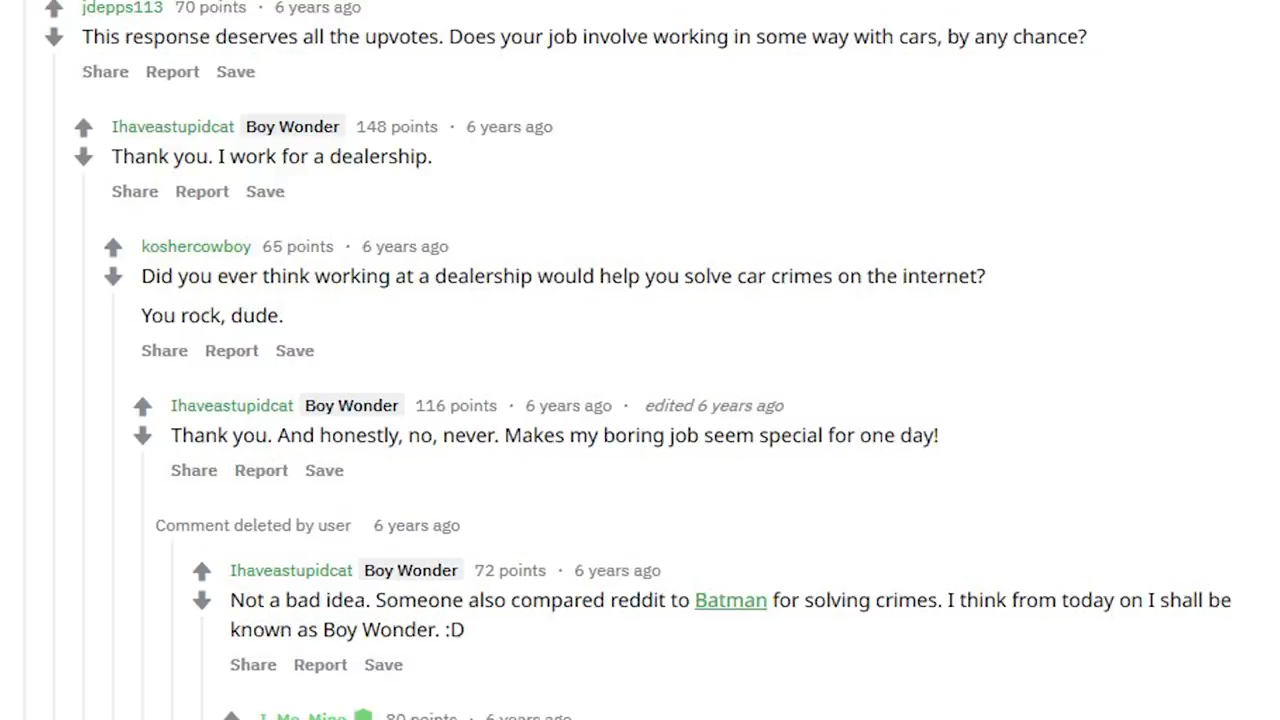 jdepps113 70 points · 6 years ago
This response deserves all the upvotes. Does your job involve working in some way with cars, by any chance?
Share Report Save
Ihaveastupidcat Boy Wonder 148 points · 6 years ago
Thank you. I work for a dealership.
Share Report Save
koshercowboy 65 points · 6 years ago
Did you ever think working at a dealership would help you solve car crimes on the internet?
You rock, dude.
Share Report Save
Ihaveastupidcat Boy Wonder 116 points · 6 years ago · edited 6 years ago
Thank you. And honestly, no, never. Makes my boring job seem special for one day!
Share Report Save
Comment deleted by user 6 years ago
Ihaveastupidcat Boy Wonder 72 points · 6 years ago
Not a bad idea. Someone also compared reddit to Batman for solving crimes. I think from today on I shall be
known as Boy Wonder. :D
Share Report Save
I_Me_Mine 80 points · 6 years ago